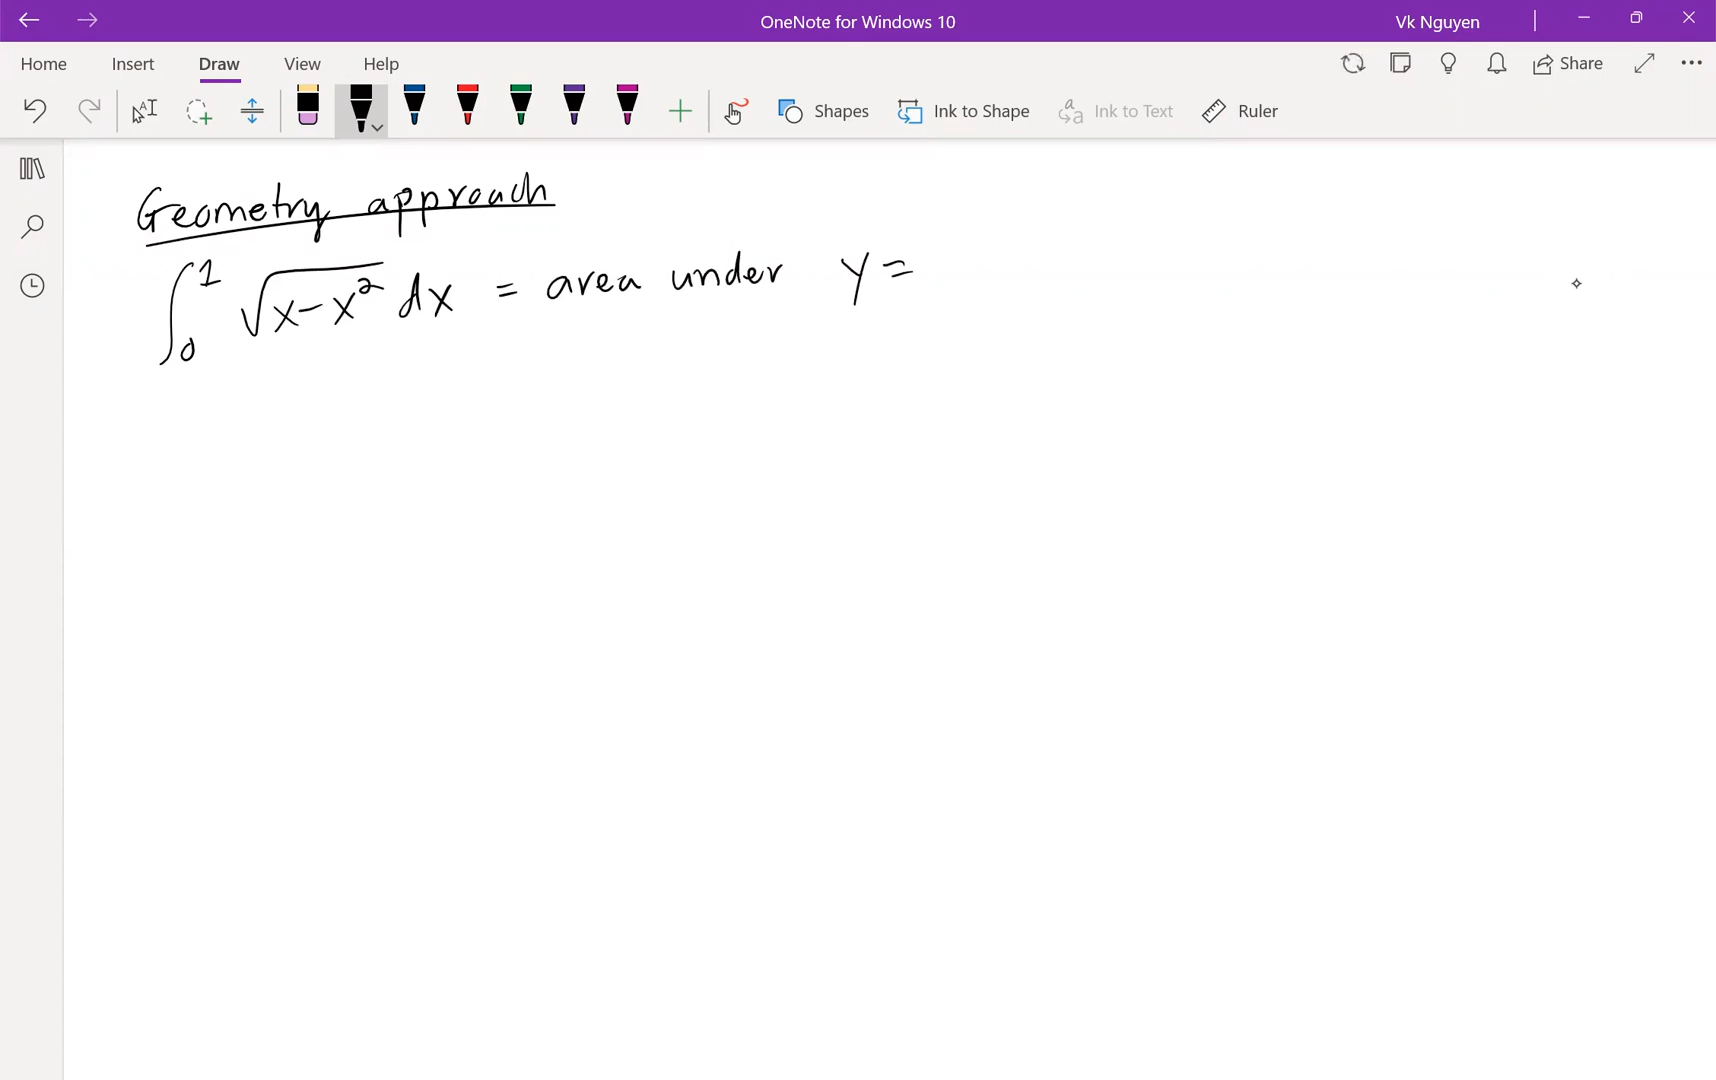 OneNote for Windows 10
Vk Nguyen
Home Insert Draw View Help
Share
Shapes Ink to Shape Ink to Text Ruler
Geometry approach
∫₀¹ √(x-x²) dx = area under y =